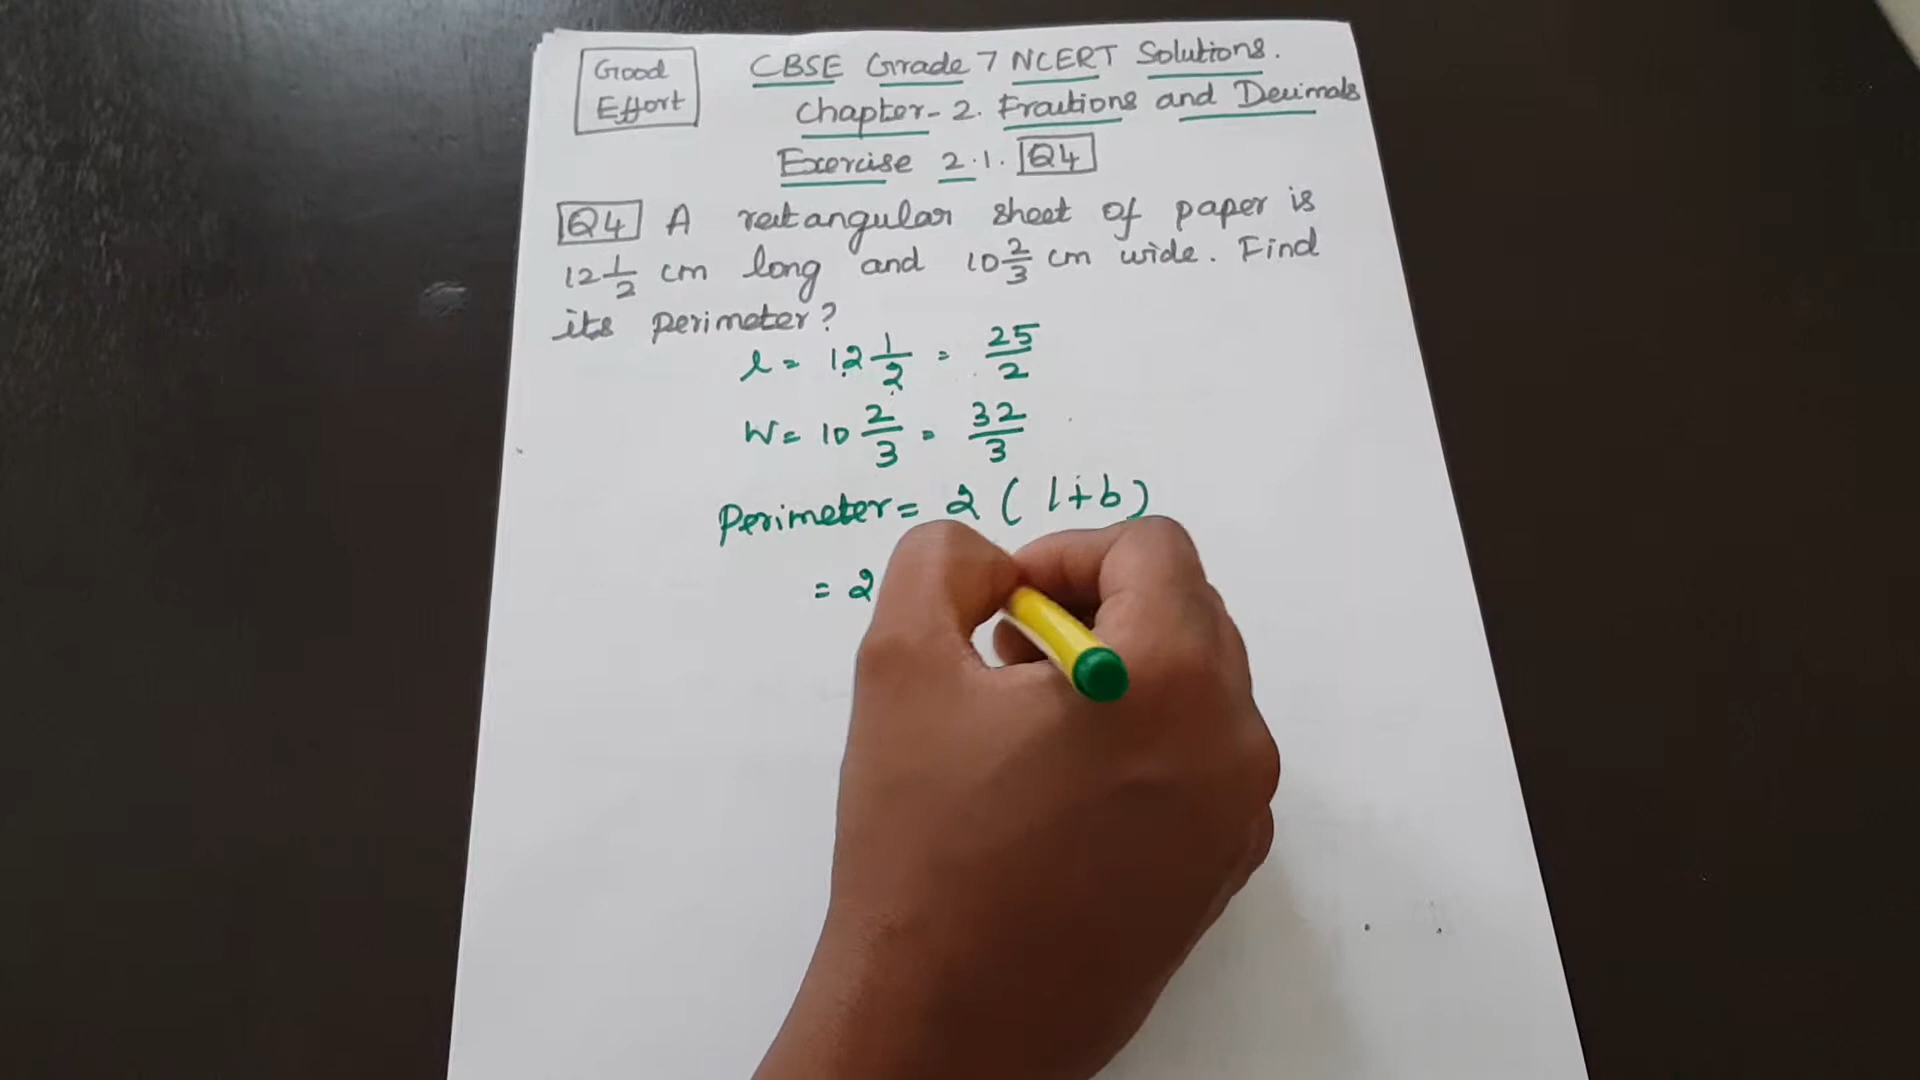 Good
Effort
CBSE Grade 7 NCERT Solutions.
Chapter-2. Fractions and Decimals
Exercise 2.1. Q4
Q4 A rectangular sheet of paper is
12 1/2 cm long and 10 2/3 cm wide. Find
its perimeter?
l = 12 1/2 = 25/2
W = 10 2/3 = 32/3
Perimeter = 2 ( l+b)
= 2